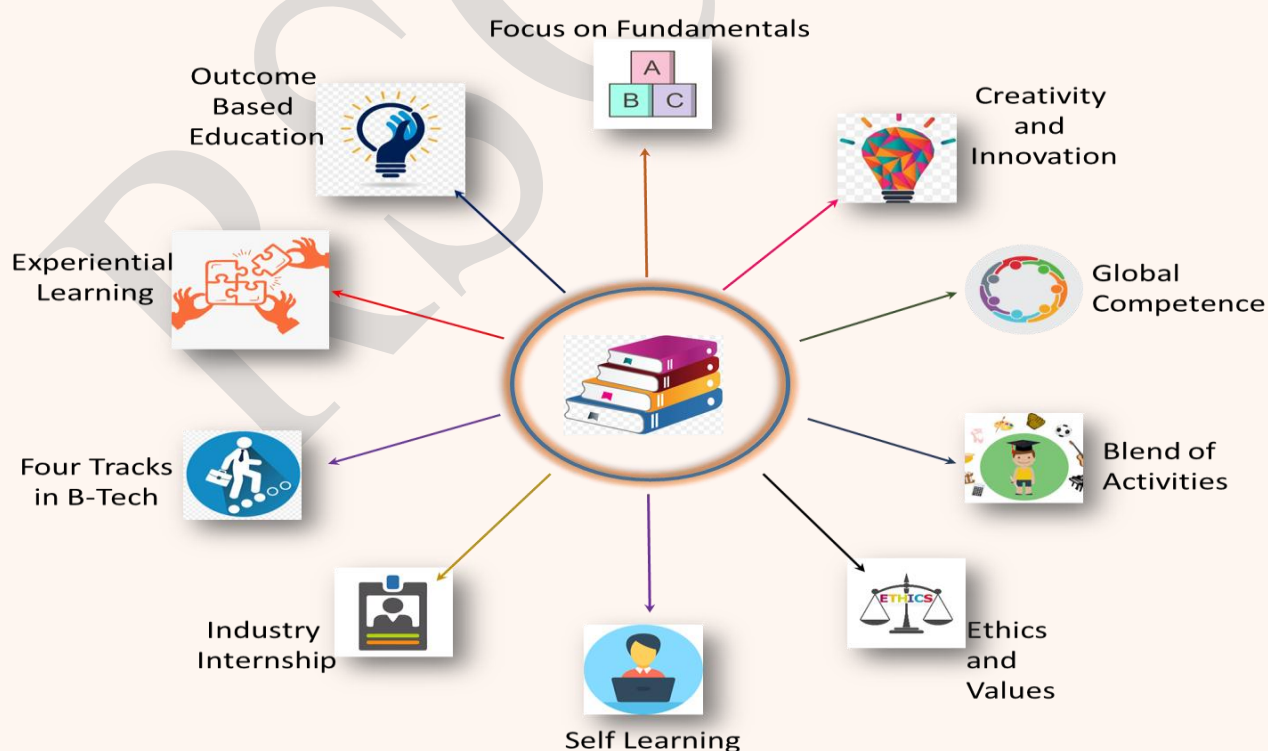 Focus on Fundamentals
A
B C
Outcome
Based
Education
Creativity
and
Innovation
Experiential
Learning
Global
Competence
Four Tracks
in B-Tech
Blend of
Activities
Industry
Internship
ETHICS
Ethics
and
Values
Self Learning